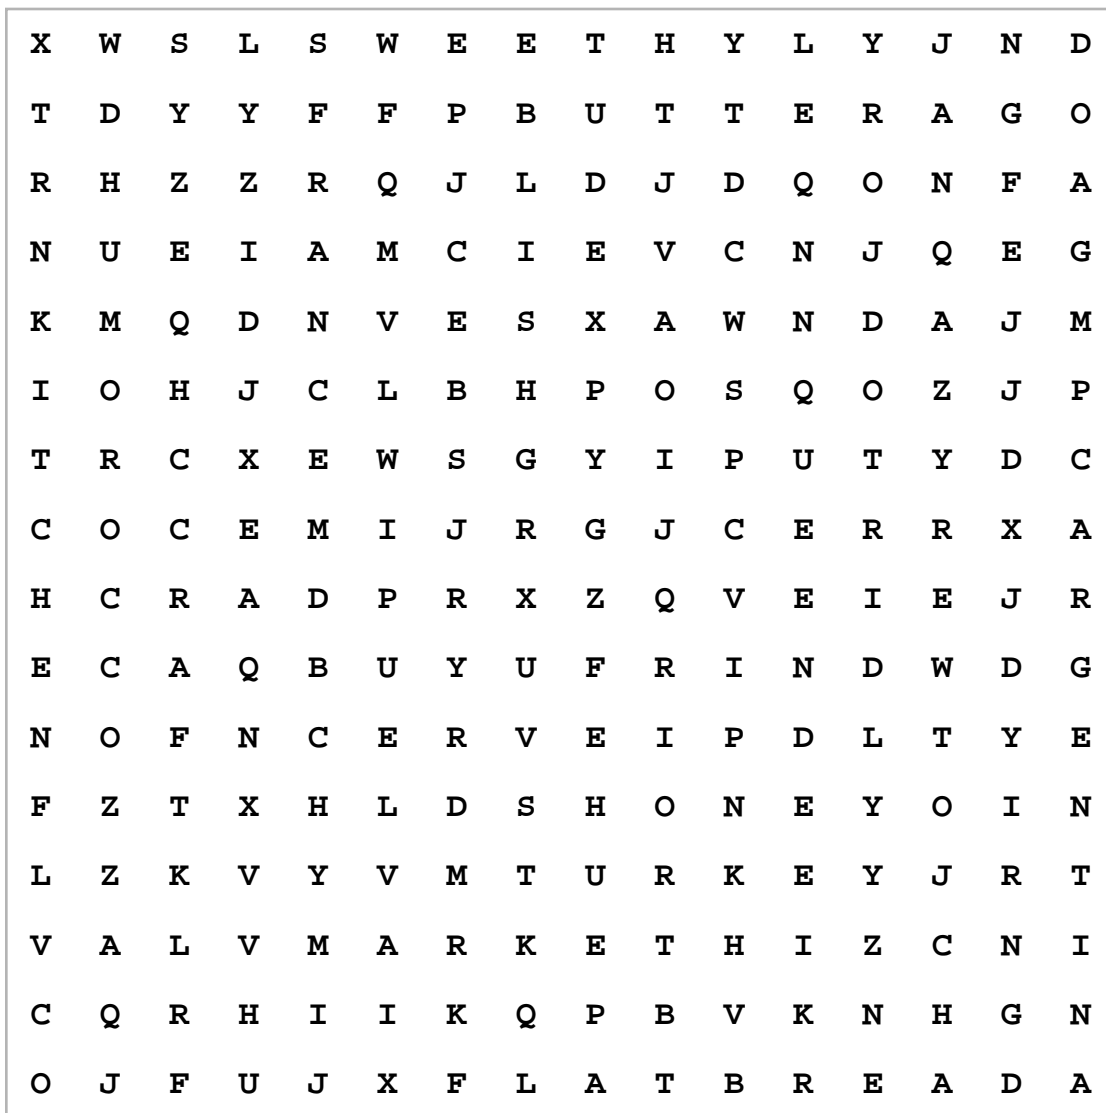 X W S L S W E E T H Y L Y J N D
T D Y Y F F P B U T T E R A G O
R H Z Z R Q J L D J D Q O N F A
N U E I A M C I E V C N J Q E G
K M Q D N V E S X A W N D A J M
I O H J C L B H P O S Q O Z J P
T R C X E W S G Y I P U T Y D C
C O C E M I J R G J C E R R X A
H C R A D P R X Z Q V E I E J R
E C A Q B U Y U F R I N D W D G
N O F N C E R V E I P D L T Y E
F Z T X H L D S H O N E Y O I N
L Z K V Y V M T U R K E Y J R T
V A L V M A R K E T H I Z C N I
C Q R H I I K Q P B V K N H G N
O J F U J X F L A T B R E A D A